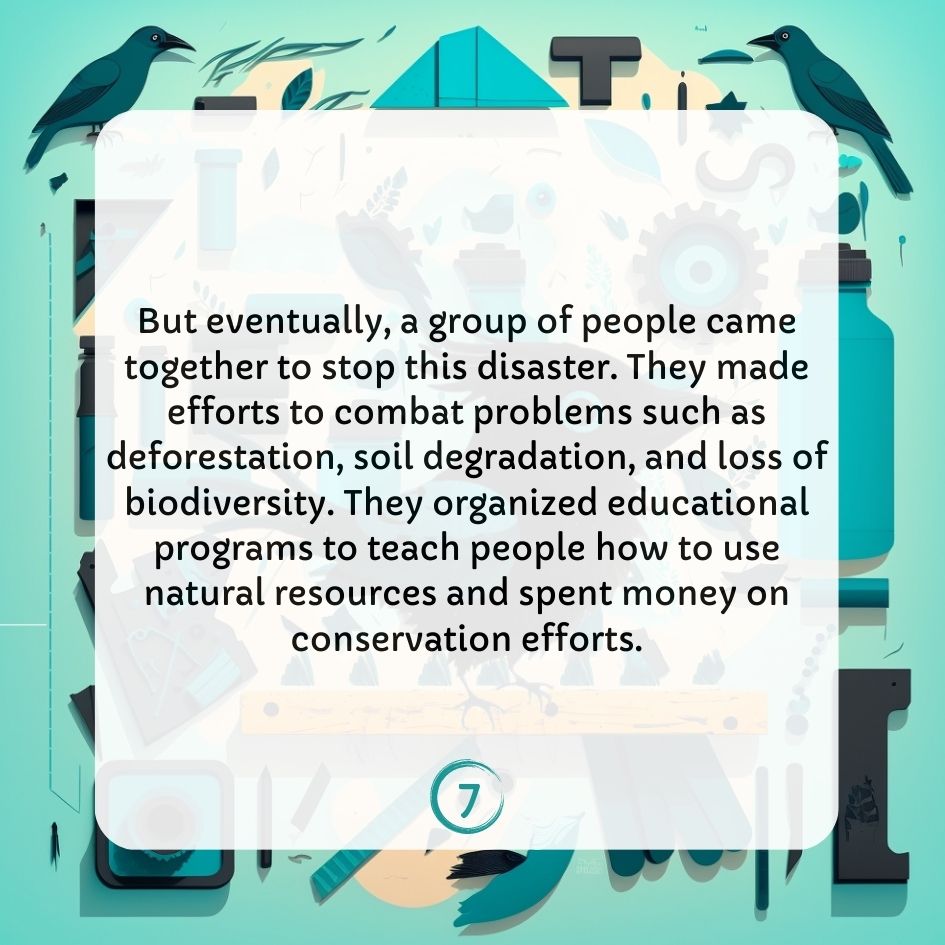 But eventually, a group of people came
together to stop this disaster. They made
efforts to combat problems such as
deforestation, soil degradation, and loss of
biodiversity. They organized educational
programs to teach people how to use
natural resources and spent money on
conservation efforts.
7